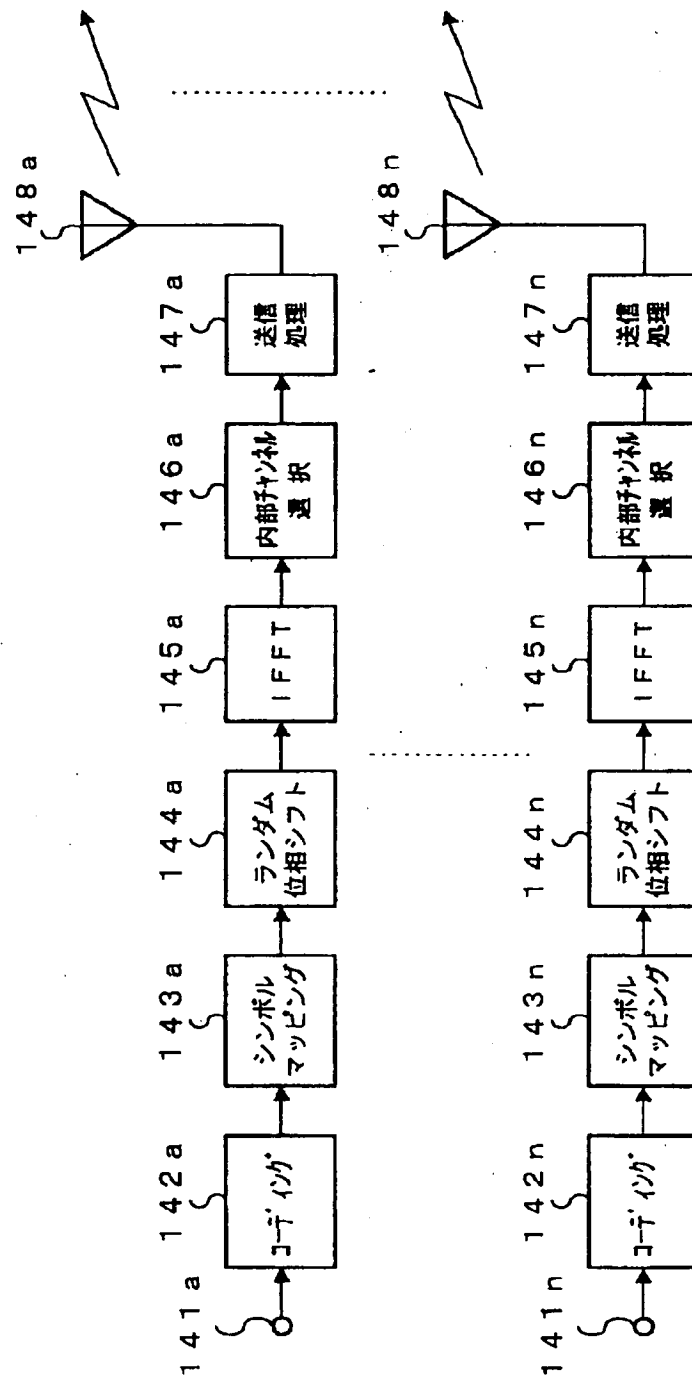 141a
142a
コーディング
143a
シンボル
マッピング
144a
ランダム
位相シフト
145a
IFFT
146a
内部チャンネル
選択
147a
送信
処理
148a
141n
142n
コーディング
143n
シンボル
マッピング
144n
ランダム
位相シフト
145n
IFFT
146n
内部チャンネル
選択
147n
送信
処理
148n